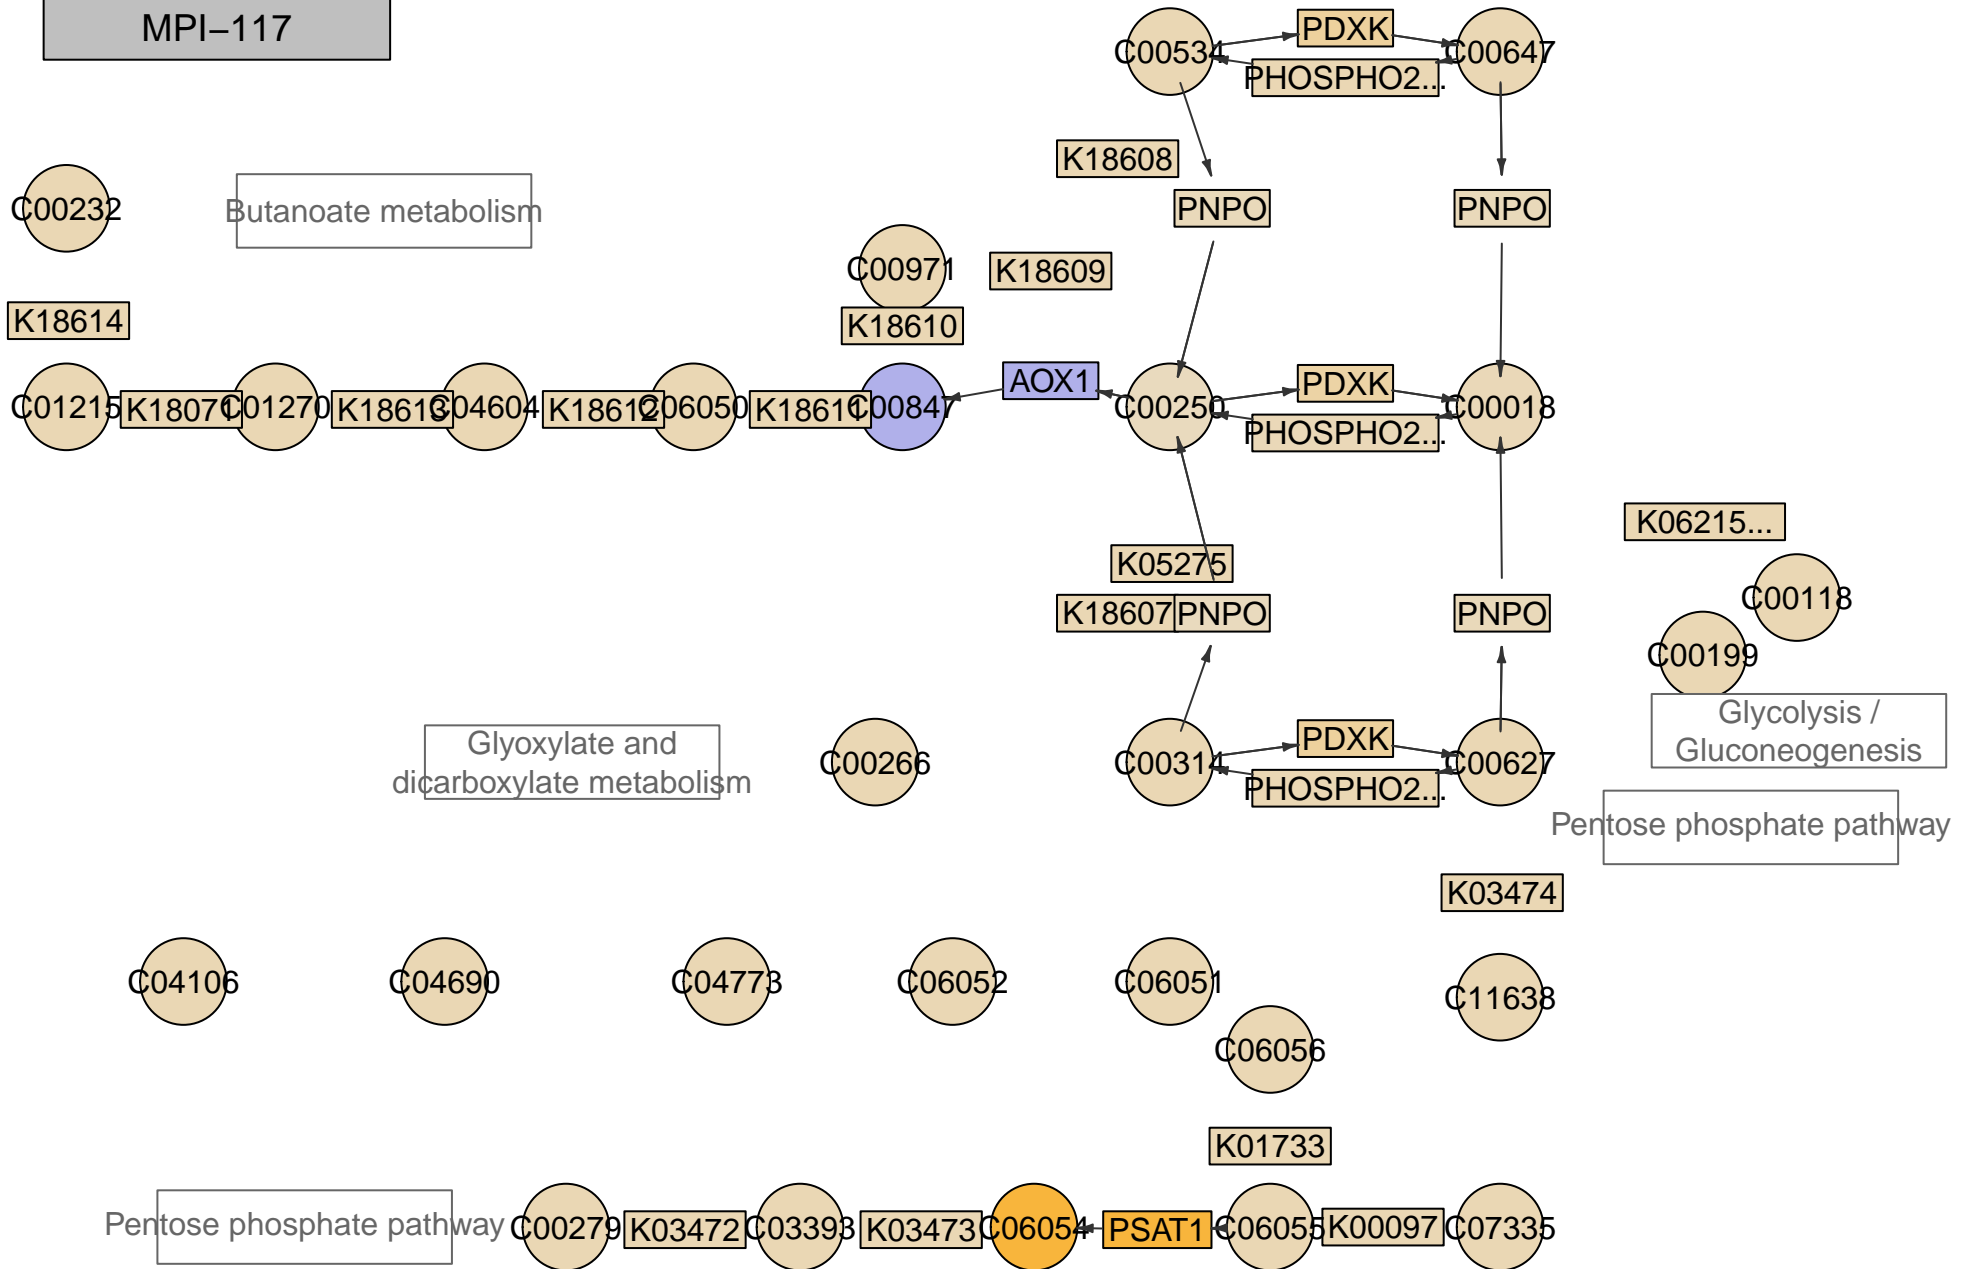 MPI–117
C00534
PDXK
C00647
PHOSPHO2...
K18608
C00232
Butanoate metabolism
PNPO
PNPO
C00971
K18609
K18614
K18610
C01215
K18071
C01270
K18613
C04604
K18612
C06050
K18611
C00847
AOX1
C00250
PDXK
C00018
PHOSPHO2...
K06215...
K05275
C00118
K18607
PNPO
PNPO
C00199
Glyoxylate and
dicarboxylate metabolism
C00266
C00314
PDXK
C00627
PHOSPHO2...
Glycolysis /
Gluconeogenesis
Pentose phosphate pathway
K03474
C04106
C04690
C04773
C06052
C06051
C11638
C06056
K01733
Pentose phosphate pathway
C00279
K03472
C03393
K03473
C06054
PSAT1
C06055
K00097
C07335